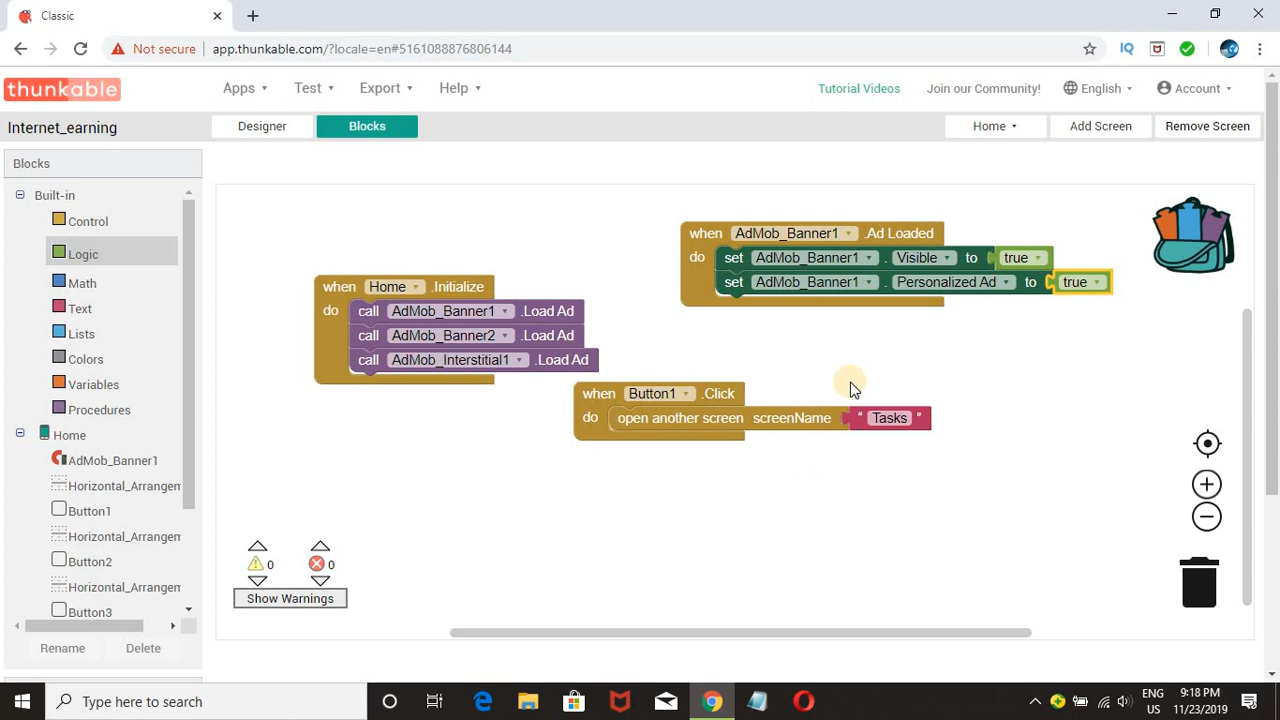 Classic
Not secure
app.thunkable.com/?locale=en#5161088876806144
IQ
thunkable
Apps
Test
Export
Help
Tutorial Videos
Join our Community!
English
Account
Internet_earning
Designer
Blocks
Home
Add Screen
Remove Screen
Blocks
Built-in
Control
Logic
Math
Text
Lists
Colors
Variables
Procedures
Home
AdMob_Banner1
Horizontal_Arrangem
Button1
Horizontal_Arrangem
Button2
Horizontal_Arrangem
Button3
Rename
Delete
when Home .Initialize
do call AdMob_Banner1 .Load Ad
call AdMob_Banner2 .Load Ad
call AdMob_Interstitial1 .Load Ad
when AdMob_Banner1 .Ad Loaded
do set AdMob_Banner1 . Visible to true
set AdMob_Banner1 . Personalized Ad to true
when Button1 .Click
do open another screen screenName “ Tasks ”
0
0
Show Warnings
Type here to search
ENG
US
9:18 PM
11/23/2019